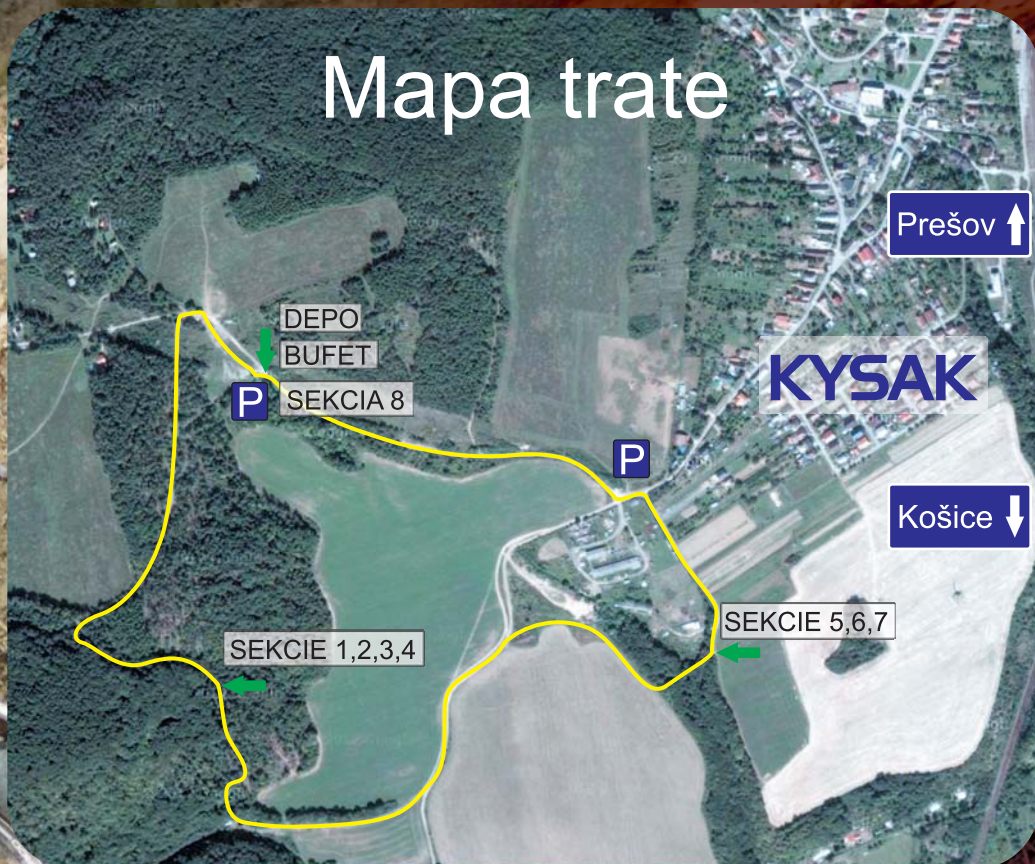 Mapa trate
Prešov
DEPO
BUFET
P
SEKCIA 8
KYSAK
P
Košice
SEKCIE 5,6,7
SEKCIE 1,2,3,4